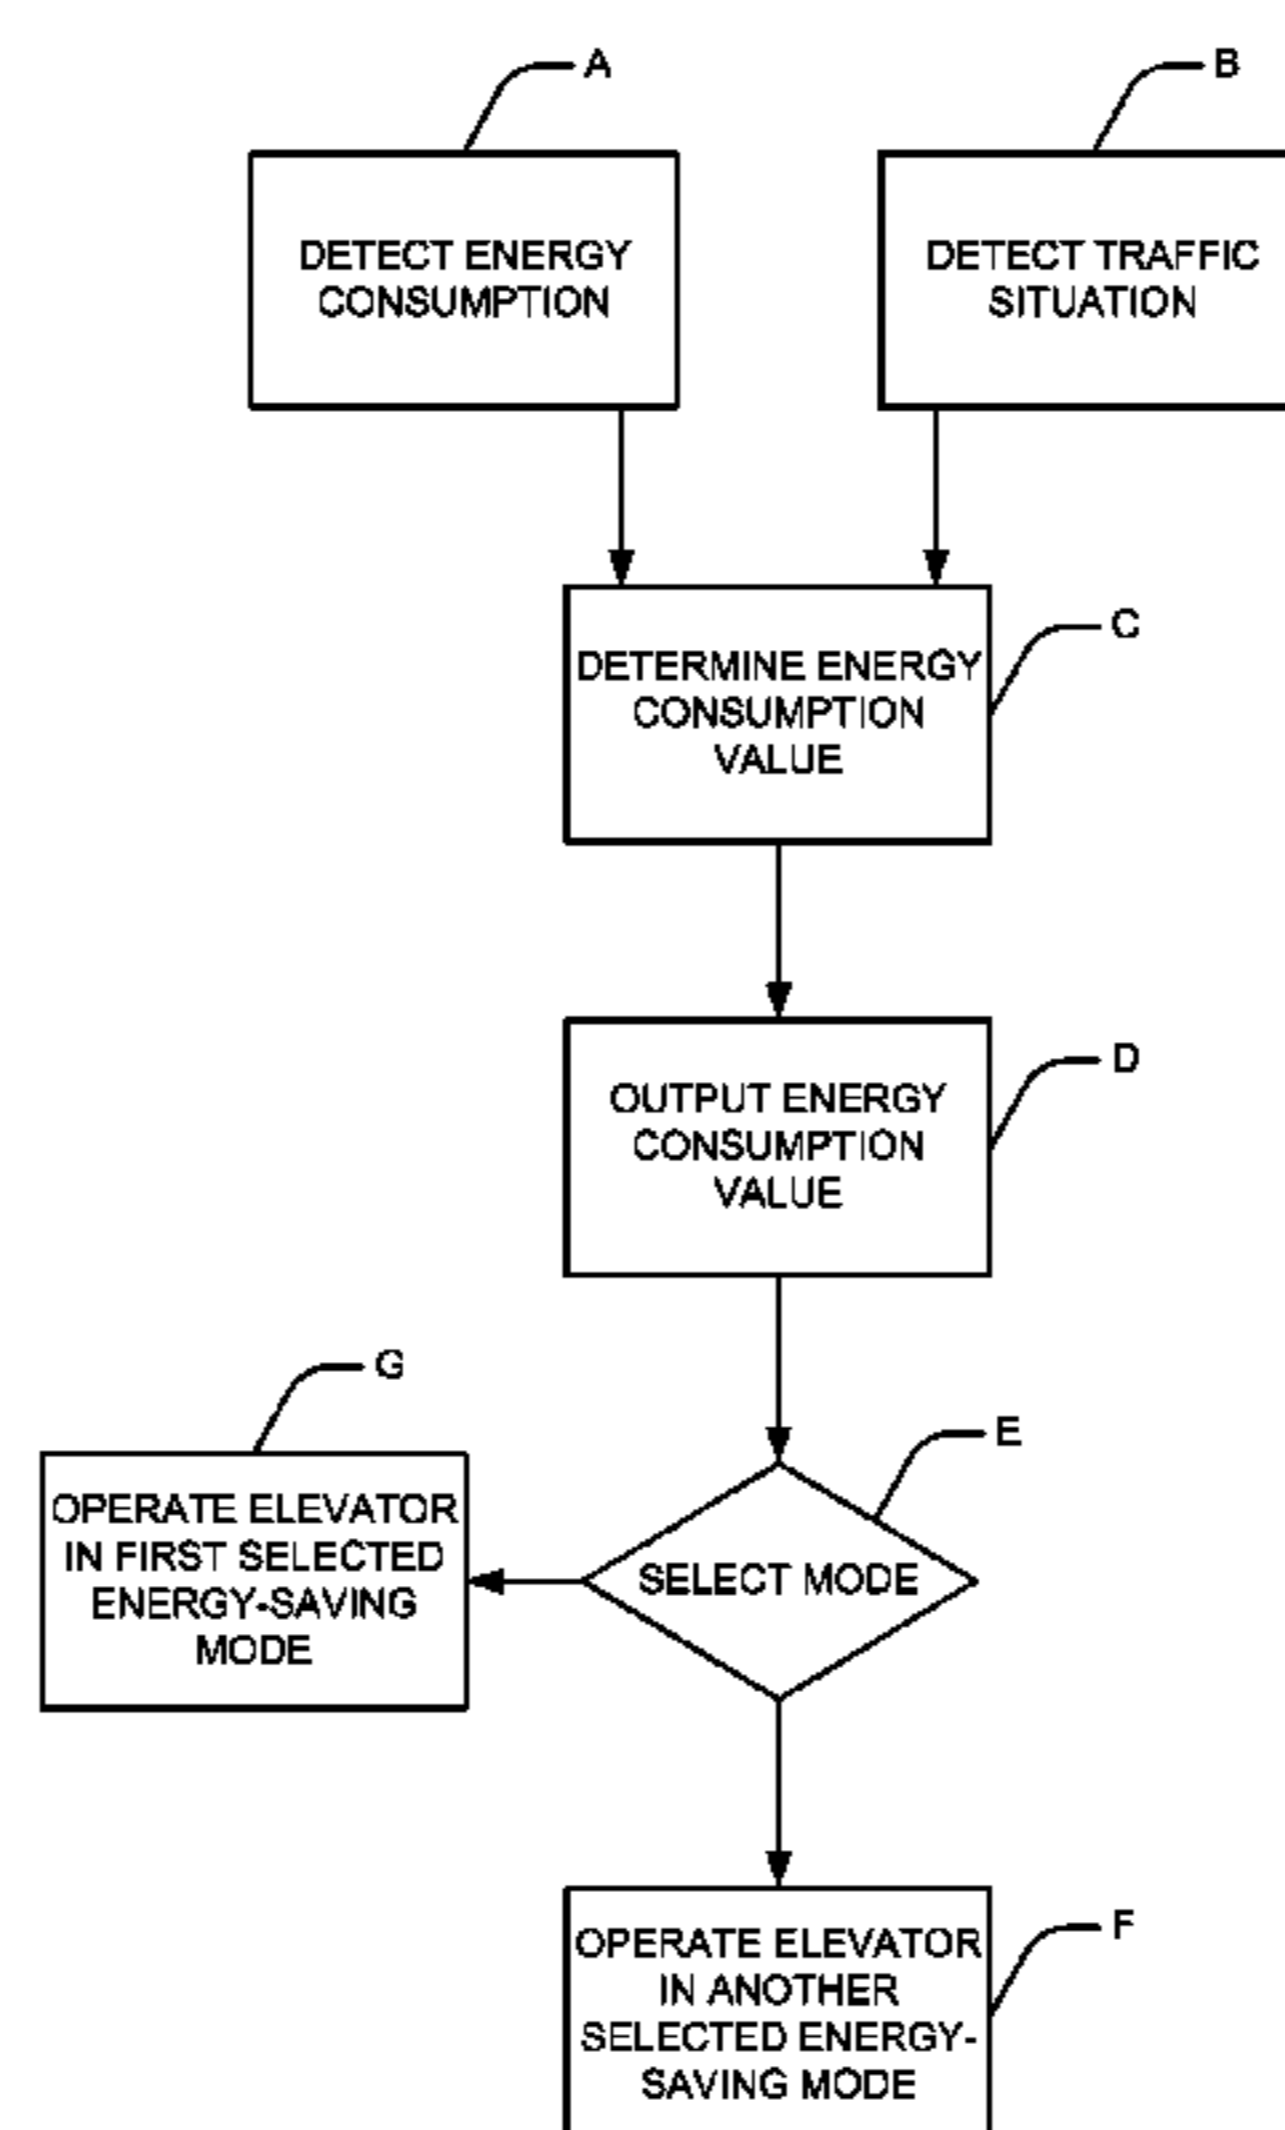 A
B
DETECT ENERGY
CONSUMPTION
DETECT TRAFFIC
SITUATION
C
DETERMINE ENERGY
CONSUMPTION
VALUE
D
OUTPUT ENERGY
CONSUMPTION
VALUE
G
E
OPERATE ELEVATOR
IN FIRST SELECTED
ENERGY-SAVING
MODE
SELECT MODE
F
OPERATE ELEVATOR
IN ANOTHER
SELECTED ENERGY-
SAVING MODE